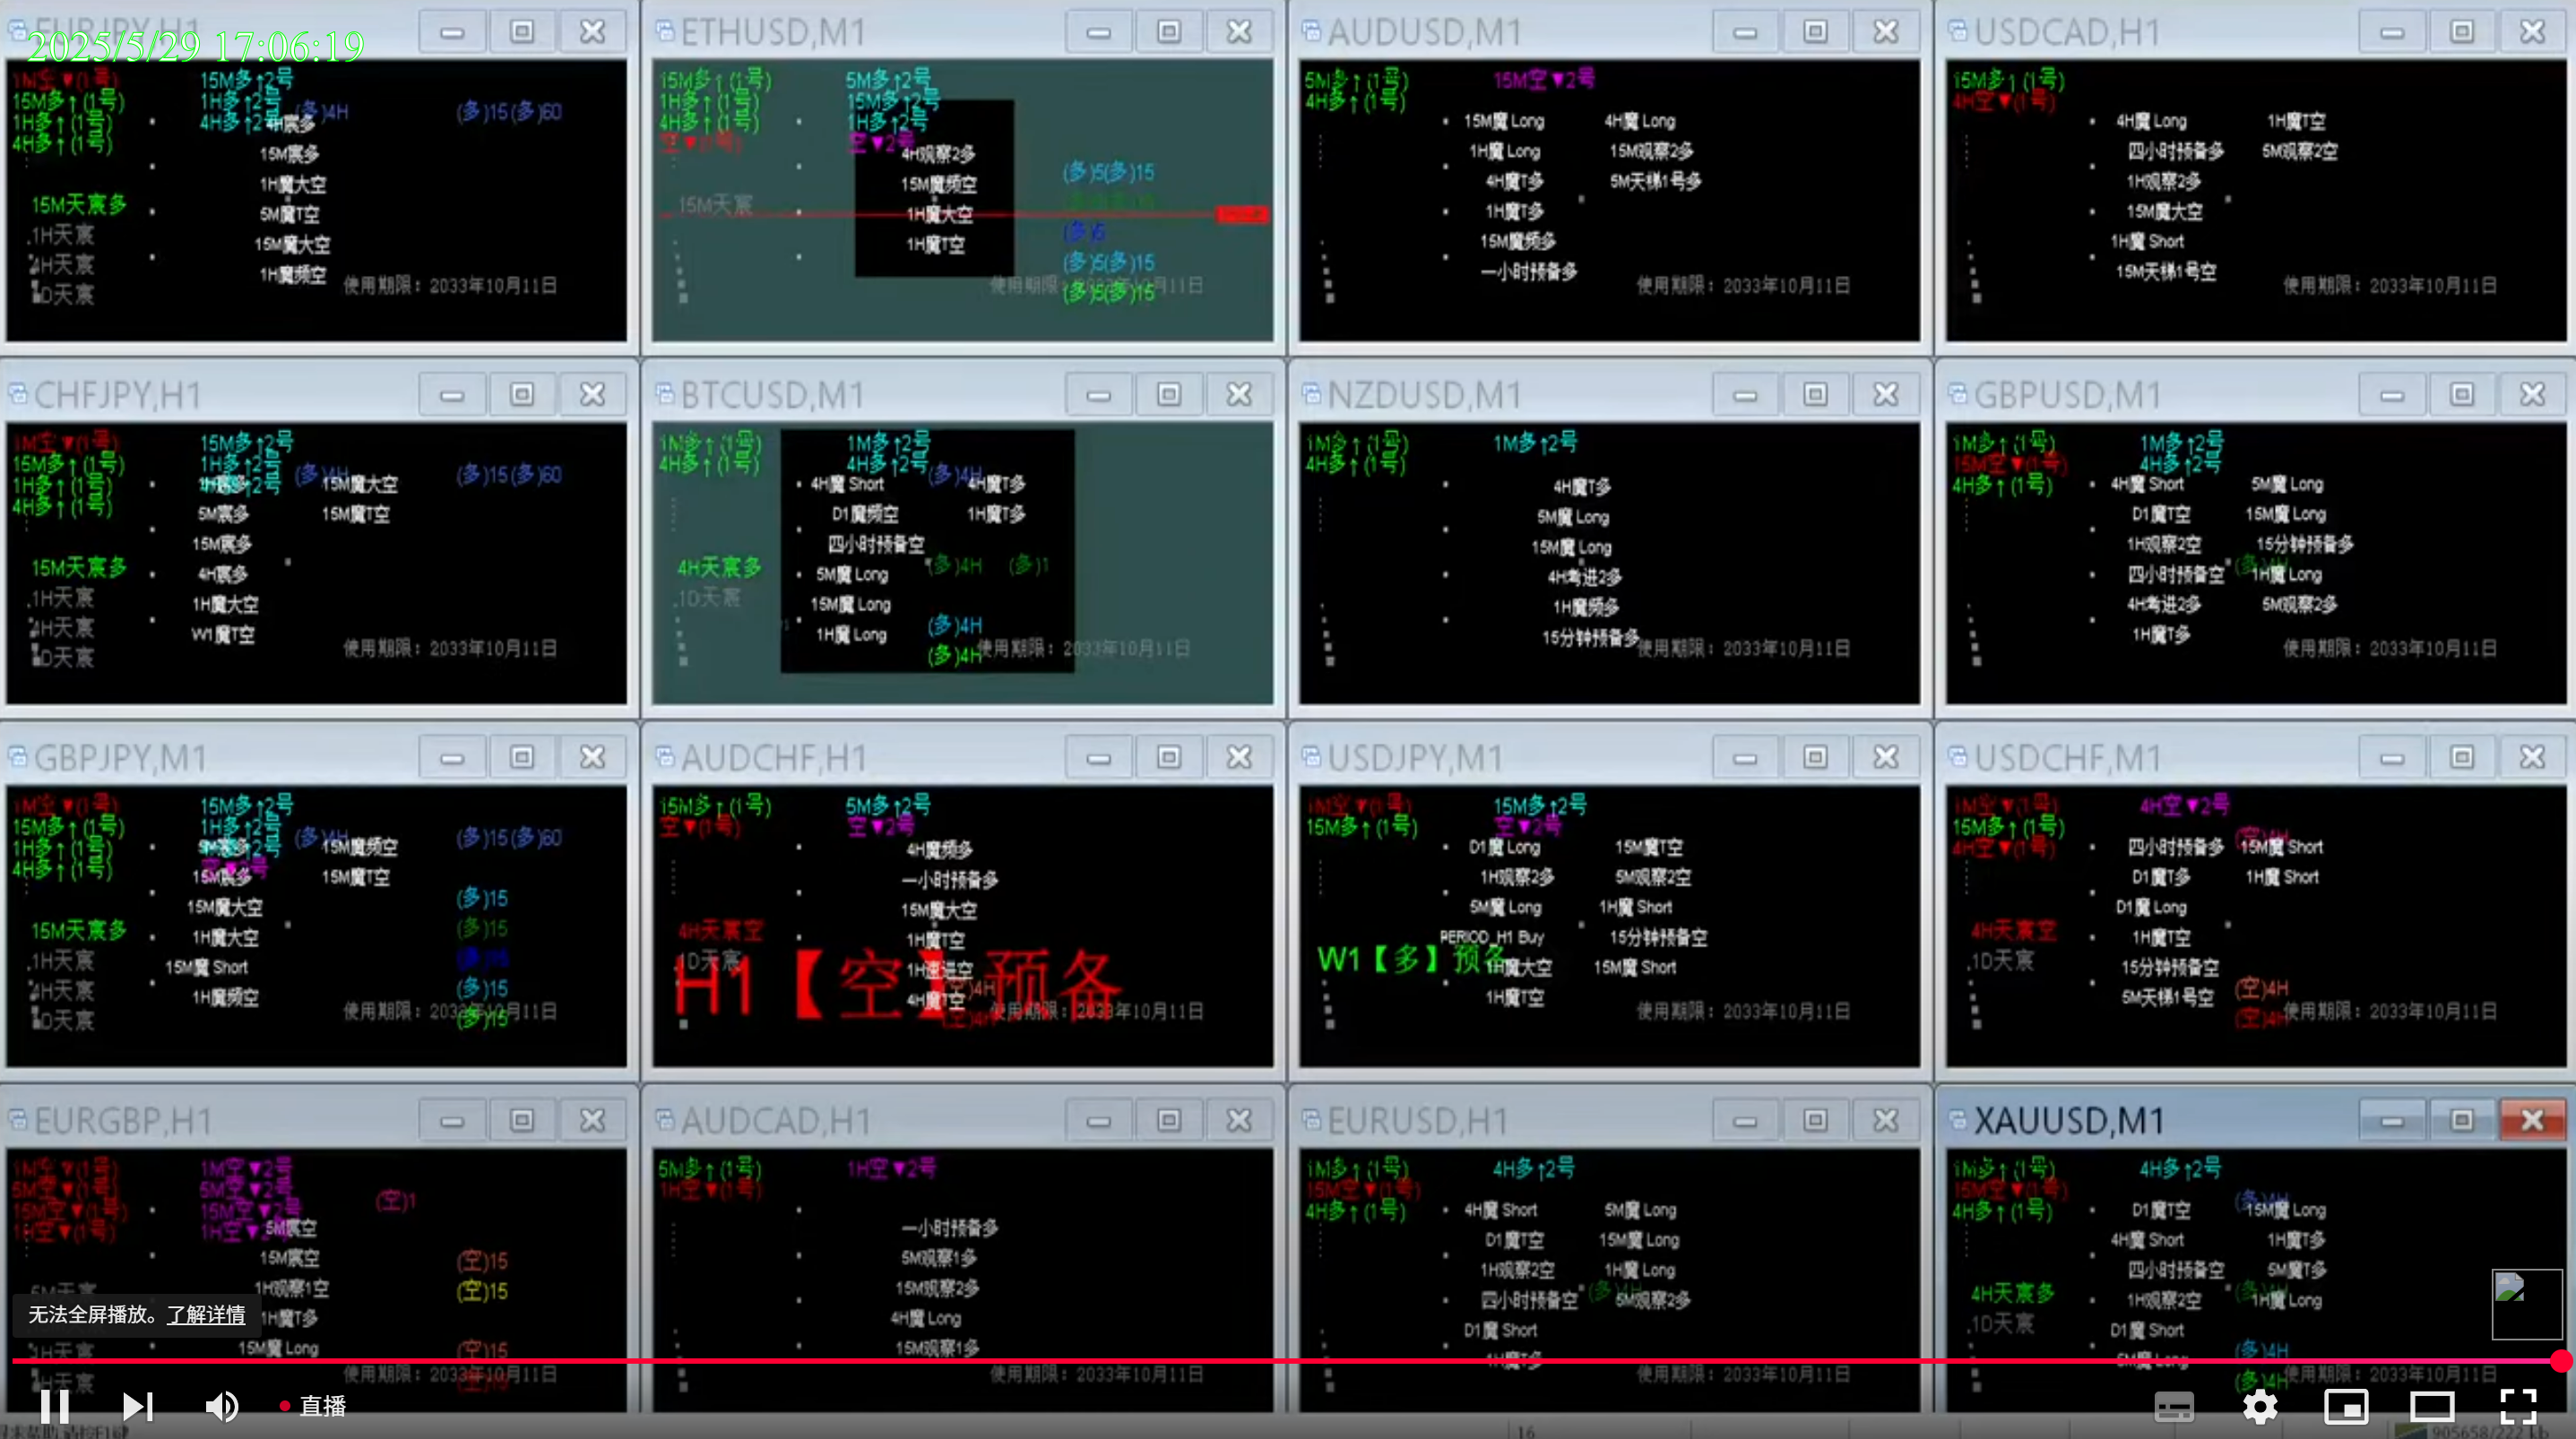 EURJPY,H1
2025/5/29 17:06:19
1M空▼(1号) 15M多↑2号
15M多↑(1号) 1H多↑2号 (多)4H (多)15(多)60
1H多↑(1号) 4H多↑2号 4H宸多
4H多↑(1号)
15M宸多
1H魔大空
15M天宸多 5M魔T空
.1H天宸 15M魔大空
4H天宸 1H魔频空
D天宸 使用期限：2033年10月11日
ETHUSD,M1
15M多↑(1号) 5M多↑2号
1H多↑(1号) 15M多↑2号
4H多↑(1号) 1H多↑2号
空▼(1号) 空▼2号
4H观察2多
(多)5(多)15
15M魔频空
15M天宸
1H魔大空
(多)5
1H魔T空
(多)5(多)15
使用期限：2033年10月11日
(多)5(多)15
AUDUSD,M1
5M多↑(1号) 15M空▼2号
4H多↑(1号)
15M魔 Long 4H魔 Long
1H魔 Long 15M观察2多
4H魔T多 5M天梯1号多
1H魔T多
15M魔频多
一小时预备多
使用期限：2033年10月11日
USDCAD,H1
15M多↑(1号)
4H空▼(1号)
4H魔 Long 1H魔T空
四小时预备多 5M观察2空
1H观察2多
15M魔大空
1H魔 Short
15M天梯1号空
使用期限：2033年10月11日
CHFJPY,H1
1M空▼(1号) 15M多↑2号
15M多↑(1号) 1H多↑2号 (多)4H (多)15(多)60
1H多↑(1号) 1H宸多 15M魔大空
4H多↑(1号)
5M宸多 15M魔T空
15M宸多
15M天宸多 4H宸多
.1H天宸 1H魔大空
4H天宸 W1魔T空
D天宸 使用期限：2033年10月11日
BTCUSD,M1
1M多↑(1号) 1M多↑2号
4H多↑(1号) 4H多↑2号 (多)4H
4H魔 Short 4H魔T多
D1魔频空 1H魔T多
四小时预备空
4H天宸多 (多)4H (多)1
5M魔 Long
.1D天宸 15M魔 Long
1H魔 Long (多)4H
(多)4H 使用期限：2033年10月11日
NZDUSD,M1
1M多↑(1号) 1M多↑2号
4H多↑(1号)
4H魔T多
5M魔 Long
15M魔 Long
4H考进2多
1H魔频多
15分钟预备多
使用期限：2033年10月11日
GBPUSD,M1
1M多↑(1号) 1M多↑2号
15M空▼(1号) 4H多↑2号
4H多↑(1号) 4H魔 Short 5M魔 Long
D1魔T空 15M魔 Long
1H观察2空 15分钟预备多
四小时预备空 1H魔 Long
4H考进2多 5M观察2多
1H魔T多
使用期限：2033年10月11日
GBPJPY,M1
1M空▼(1号) 15M多↑2号
15M多↑(1号) 1H多↑2号 (多)4H (多)15(多)60
1H多↑(1号) 5M宸多 15M魔频空
4H多↑(1号)
15M宸多 15M魔T空
15M魔大空 (多)15
15M天宸多 1H魔大空 (多)15
.1H天宸 15M魔 Short
4H天宸 1H魔频空 (多)15
D天宸 使用期限：2033年10月11日
(多)15
AUDCHF,H1
15M多↑(1号) 5M多↑2号
空▼(1号) 空▼2号
4H魔频多
一小时预备多
15M魔大空
4H天宸空 1H魔T空
.1D天宸 1H速进空
H1【空】预备
4H魔T空
(空)4H
使用期限：2033年10月11日
USDJPY,M1
1M空▼(1号) 15M多↑2号
15M多↑(1号) 空▼2号
D1魔 Long 15M魔T空
1H观察2多 5M观察2空
5M魔 Long 1H魔 Short
PERIOD_H1 Buy 15分钟预备空
W1【多】预备
1H魔大空 15M魔 Short
1H魔T空
使用期限：2033年10月11日
USDCHF,M1
1M空▼(1号) 4H空▼2号
15M多↑(1号)
4H空▼(1号) 四小时预备多 15M魔 Short
D1魔T多 1H魔 Short
D1魔 Long
4H天宸空 1H魔T空
.1D天宸 15分钟预备空
5M天梯1号空 (空)4H
(空)4H 使用期限：2033年10月11日
EURGBP,H1
1M空▼(1号) 1M空▼2号
5M空▼(1号) 5M空▼2号 (空)1
15M空▼(1号) 15M空▼2号
1H空▼(1号) 1H空▼ 5M宸空
15M宸空 (空)15
1H观察1空 (空)15
5M天宸
1H魔T多
15M魔 Long (空)15
1H天宸
4H天宸 使用期限：2033年10月11日
AUDCAD,H1
5M多↑(1号) 1H空▼2号
1H空▼(1号)
一小时预备多
5M观察1多
15M观察2多
4H魔 Long
15M观察1多
使用期限：2033年10月11日
EURUSD,H1
1M多↑(1号) 4H多↑2号
15M空▼(1号)
4H多↑(1号) 4H魔 Short 5M魔 Long
D1魔T空 15M魔 Long
1H观察2空 1H魔 Long
四小时预备空 5M观察2多
D1魔 Short
1H魔T多
使用期限：2033年10月11日
XAUUSD,M1
1M多↑(1号) 4H多↑2号
15M空▼(1号) (多)4H
4H多↑(1号) D1魔T空 15M魔 Long
4H魔 Short 1H魔T多
四小时预备空 5M魔T多
4H天宸多 1H观察2空 1H魔 Long
.1D天宸 D1魔 Short
(多)4H
5M魔 Long
(多)4H 使用期限：2033年10月11日
无法全屏播放。了解详情
直播
16
905658/222 kb